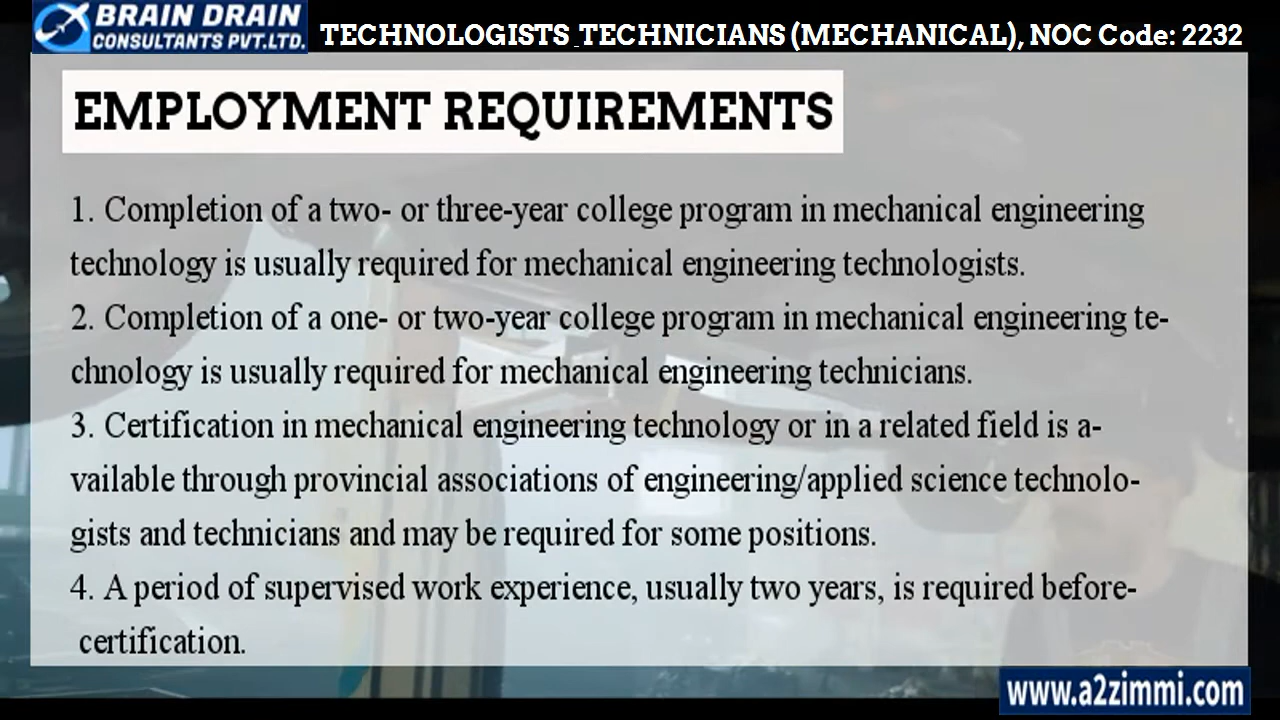 BRAIN DRAIN
CONSULTANTS PVT.LTD.
TECHNOLOGISTS TECHNICIANS (MECHANICAL), NOC Code: 2232
EMPLOYMENT REQUIREMENTS
1. Completion of a two- or three-year college program in mechanical engineering
technology is usually required for mechanical engineering technologists.
2. Completion of a one- or two-year college program in mechanical engineering te-
chnology is usually required for mechanical engineering technicians.
3. Certification in mechanical engineering technology or in a related field is a-
vailable through provincial associations of engineering/applied science technolo-
gists and technicians and may be required for some positions.
4. A period of supervised work experience, usually two years, is required before-
certification.
www.a2zimmi.com